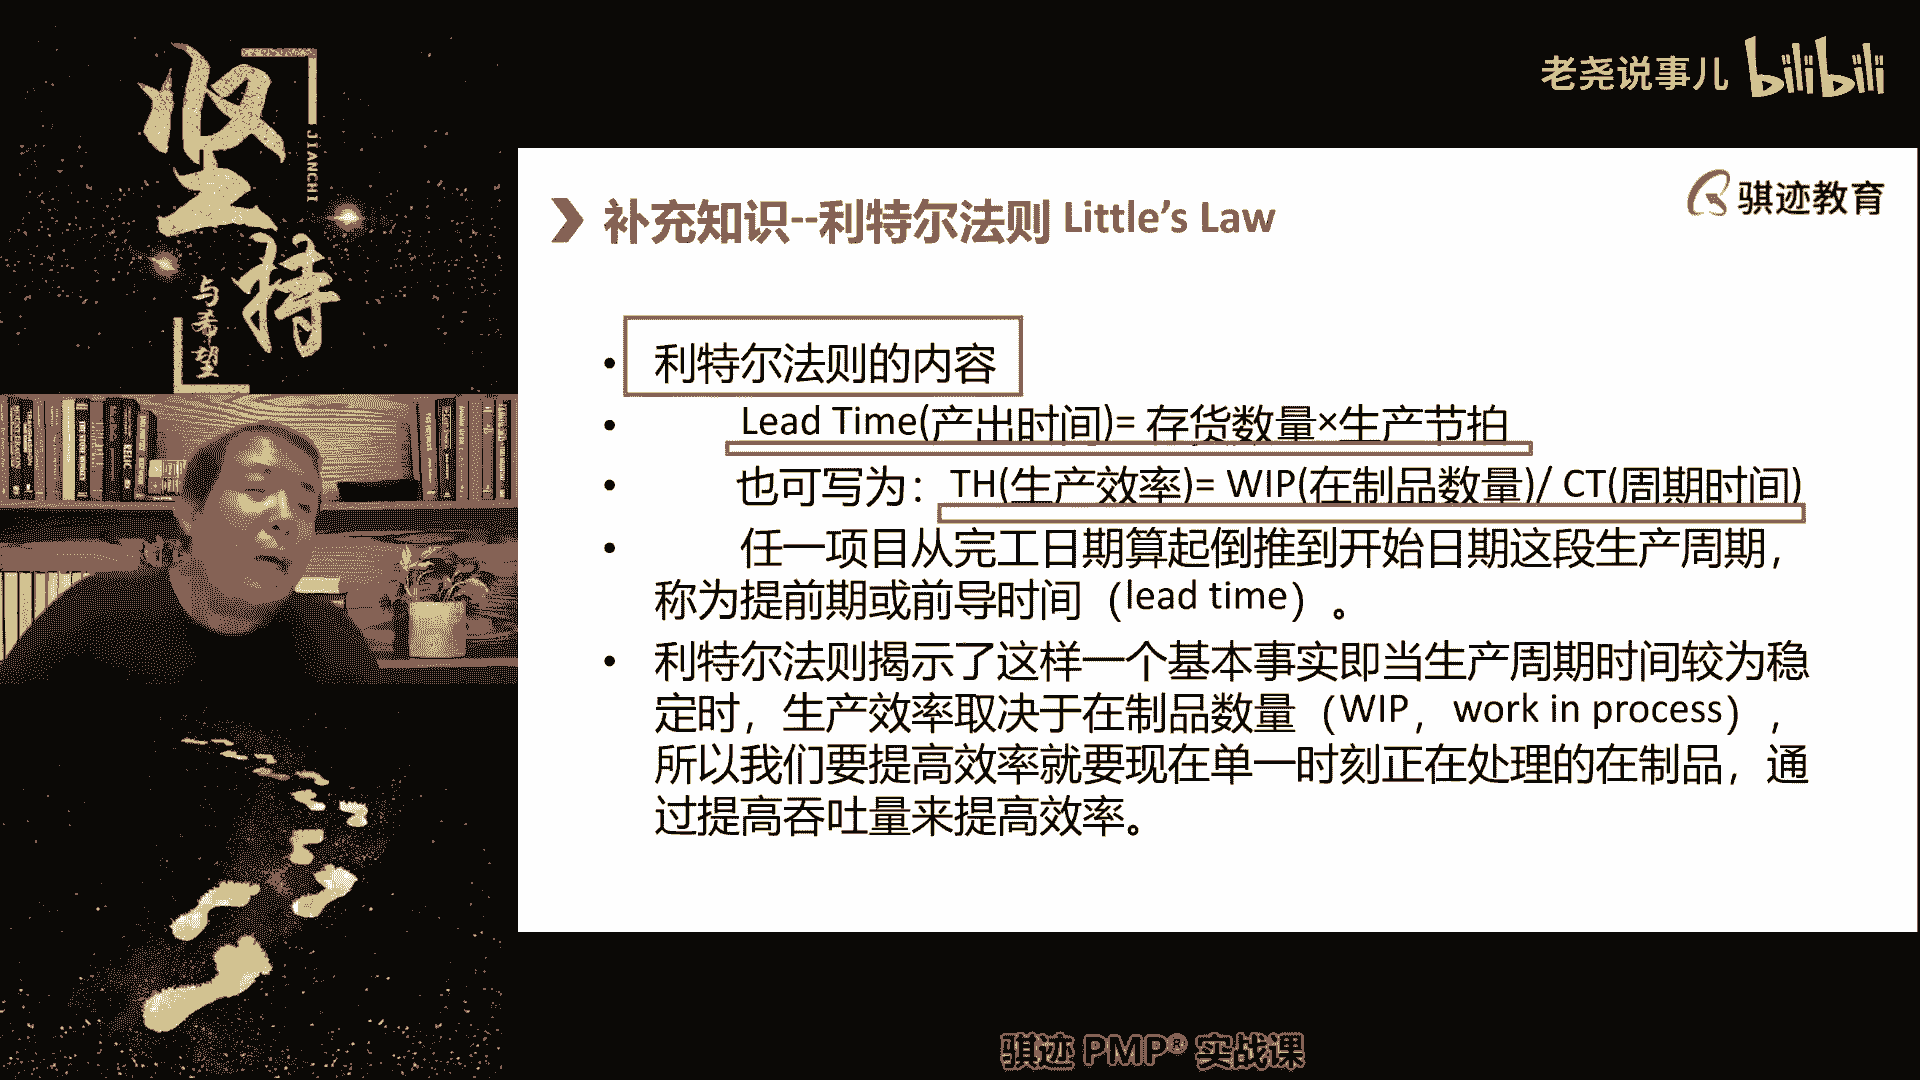 坚持
JIANCHI
与希望
老尧说事儿 bilibili
骐迹教育
补充知识--利特尔法则 Little's Law
• 利特尔法则的内容
• Lead Time(产出时间)= 存货数量×生产节拍
• 也可写为：TH(生产效率)= WIP(在制品数量)/ CT(周期时间)
• 任一项目从完工日期算起倒推到开始日期这段生产周期，
称为提前期或前导时间（lead time）。
• 利特尔法则揭示了这样一个基本事实即当生产周期时间较为稳
定时，生产效率取决于在制品数量（WIP，work in process），
所以我们要提高效率就要现在单一时刻正在处理的在制品，通
过提高吞吐量来提高效率。
骐迹 PMP® 实战课